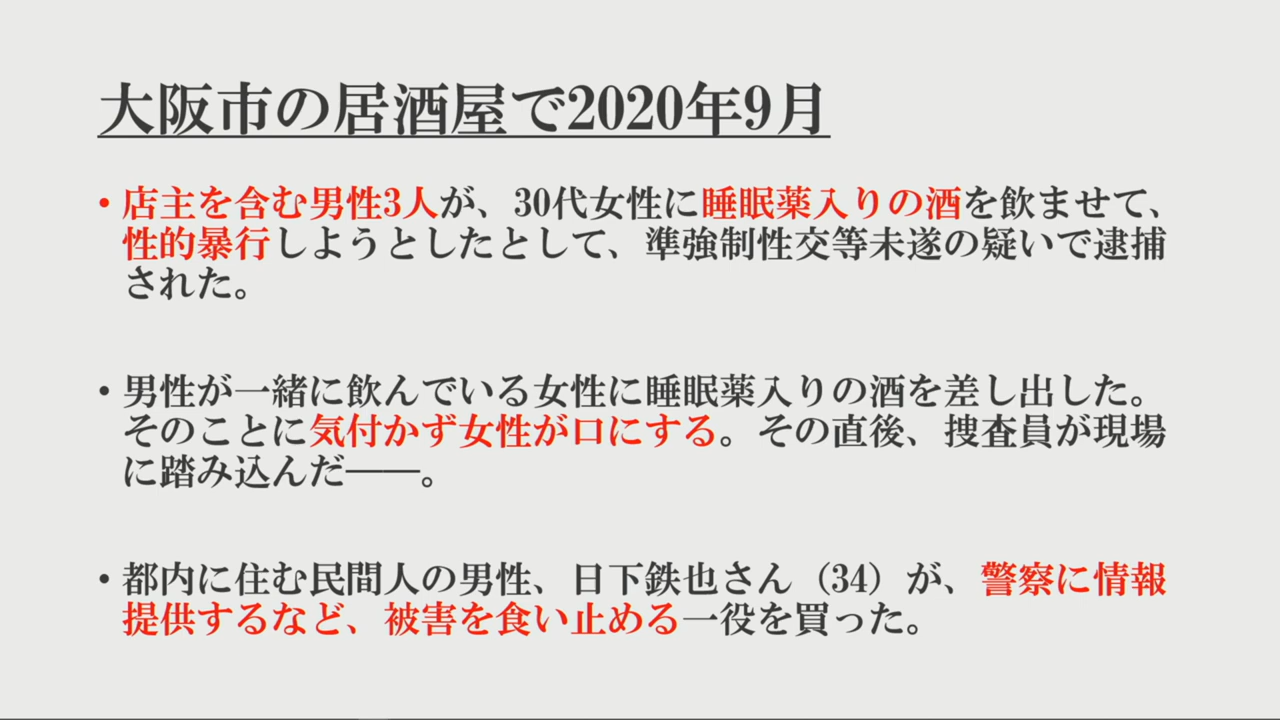 大阪市の居酒屋で2020年9月
• 店主を含む男性3人が、30代女性に睡眠薬入りの酒を飲ませて、
性的暴行しようとしたとして、準強制性交等未遂の疑いで逮捕
された。
• 男性が一緒に飲んでいる女性に睡眠薬入りの酒を差し出した。
そのことに気付かず女性が口にする。その直後、捜査員が現場
に踏み込んだ――。
• 都内に住む民間人の男性、日下鉄也さん（34）が、警察に情報
提供するなど、被害を食い止める一役を買った。